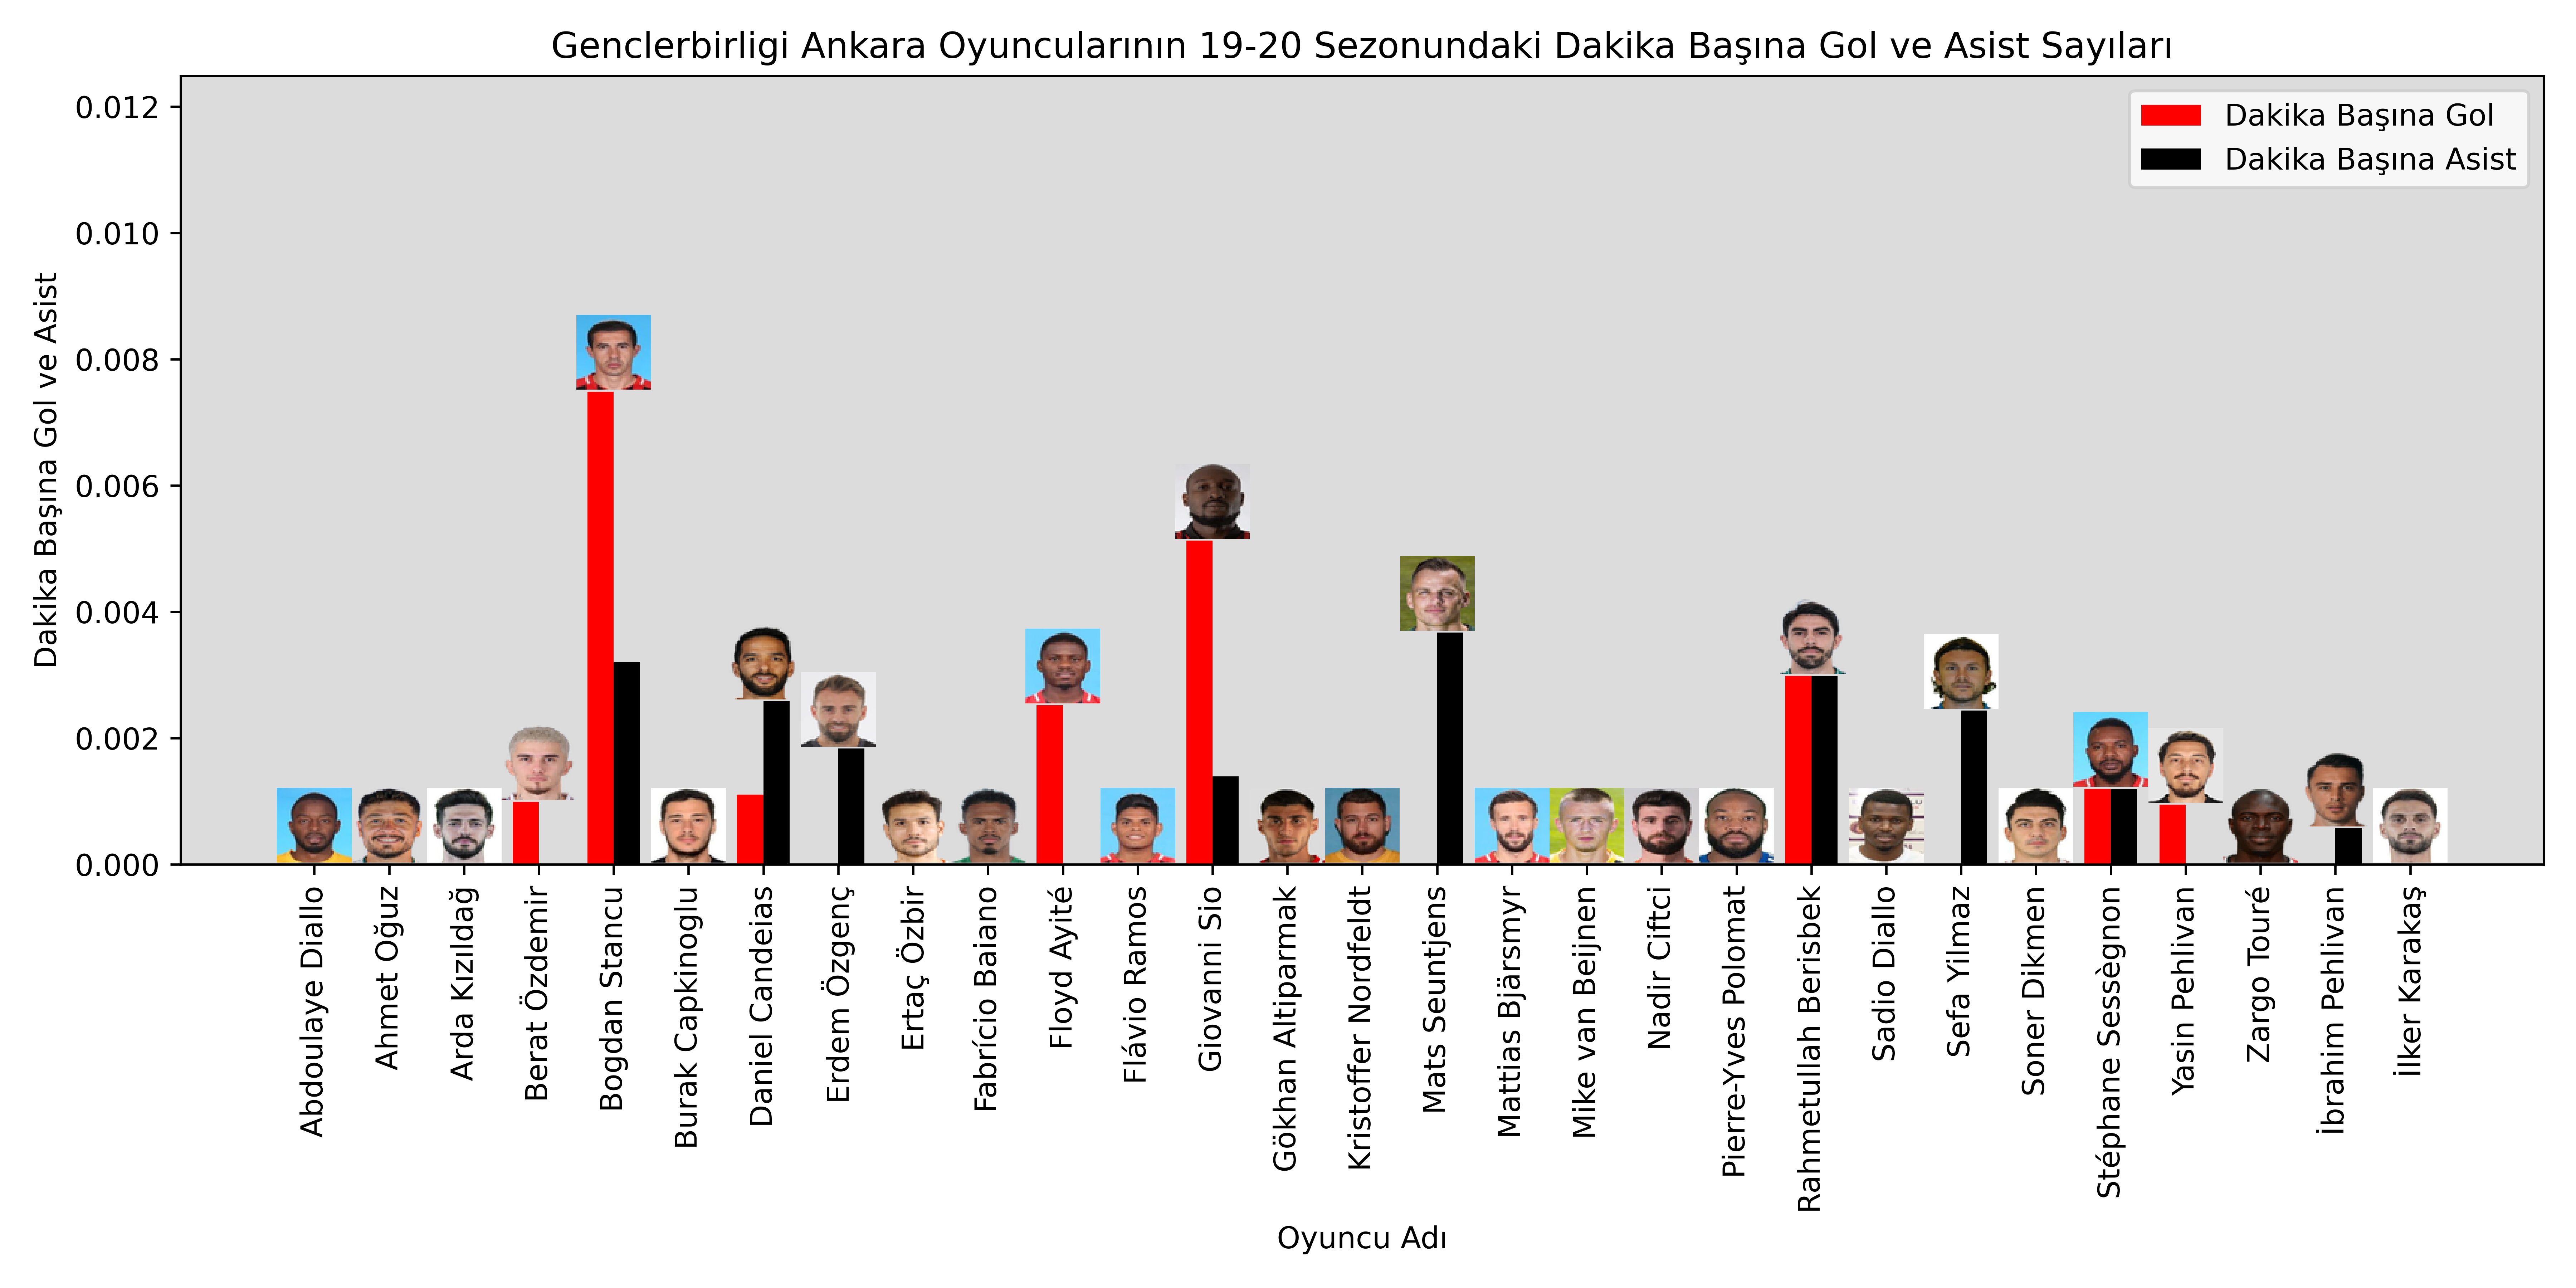 Genclerbirligi Ankara Oyuncularının 19-20 Sezonundaki Dakika Başına Gol ve Asist Sayıları
Dakika Başına Gol
Dakika Başına Asist
Dakika Başına Gol ve Asist
0.012
0.010
0.008
0.006
0.004
0.002
0.000
Abdoulaye Diallo
Ahmet Oğuz
Arda Kızıldağ
Berat Özdemir
Bogdan Stancu
Burak Capkinoglu
Daniel Candeias
Erdem Özgenç
Ertaç Özbir
Fabrício Baiano
Floyd Ayité
Flávio Ramos
Giovanni Sio
Gökhan Altiparmak
Kristoffer Nordfeldt
Mats Seuntjens
Mattias Bjärsmyr
Mike van Beijnen
Nadir Ciftci
Pierre-Yves Polomat
Rahmetullah Berisbek
Sadio Diallo
Sefa Yilmaz
Soner Dikmen
Stéphane Sessègnon
Yasin Pehlivan
Zargo Touré
İbrahim Pehlivan
İlker Karakaş
Oyuncu Adı